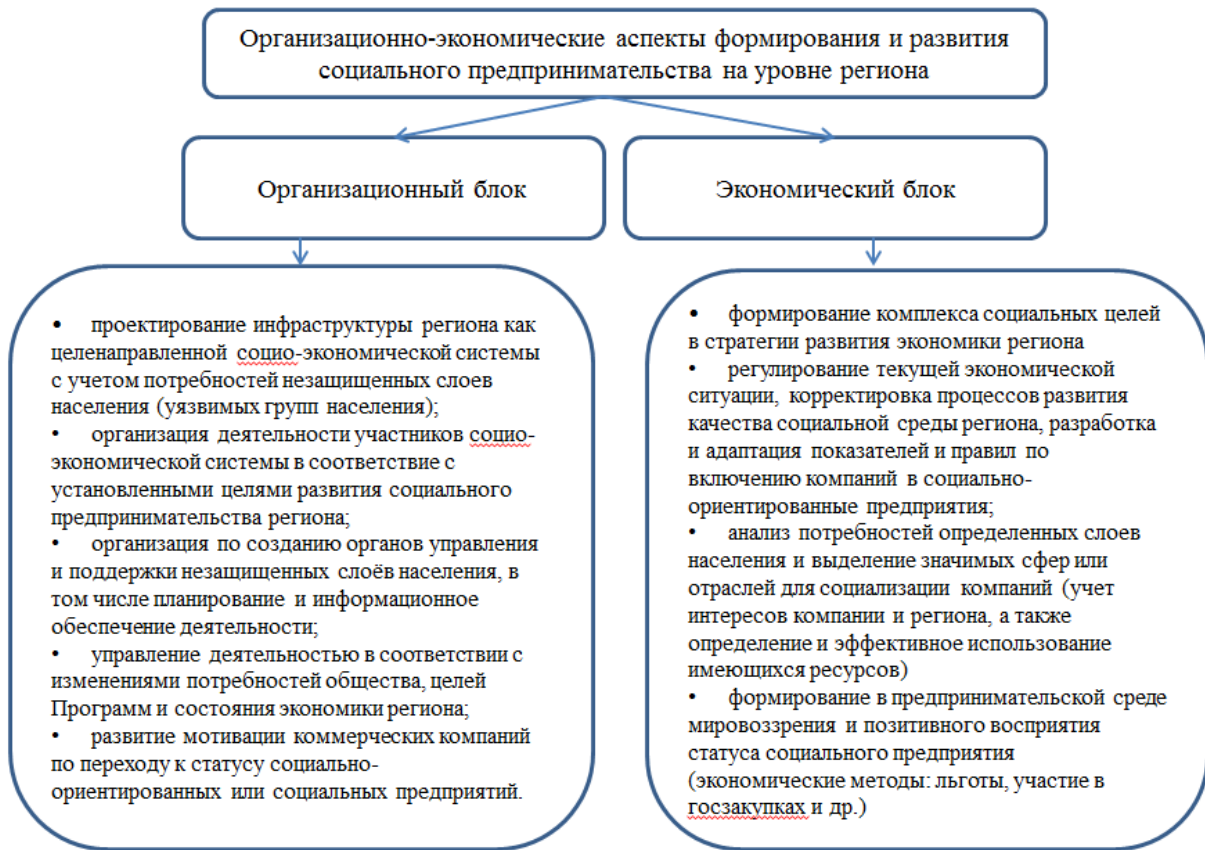 Организационно-экономические аспекты формирования и развития
социального предпринимательства на уровне региона
Организационный блок
Экономический блок
• проектирование инфраструктуры региона как
целенаправленной социо-экономической системы
с учетом потребностей незащищенных слоев
населения (уязвимых групп населения);
• организация деятельности участников социо-
экономической системы в соответствие с
установленными целями развития социального
предпринимательства региона;
• организация по созданию органов управления
и поддержки незащищенных слоёв населения, в
том числе планирование и информационное
обеспечение деятельности;
• управление деятельностью в соответствии с
изменениями потребностей общества, целей
Программ и состояния экономики региона;
• развитие мотивации коммерческих компаний
по переходу к статусу социально-
ориентированных или социальных предприятий.
• формирование комплекса социальных целей
в стратегии развития экономики региона
• регулирование текущей экономической
ситуации, корректировка процессов развития
качества социальной среды региона, разработка
и адаптация показателей и правил по
включению компаний в социально-
ориентированные предприятия;
• анализ потребностей определенных слоев
населения и выделение значимых сфер или
отраслей для социализации компаний (учет
интересов компании и региона, а также
определение и эффективное использование
имеющихся ресурсов)
• формирование в предпринимательской среде
мировоззрения и позитивного восприятия
статуса социального предприятия
(экономические методы: льготы, участие в
госзакупках и др.)